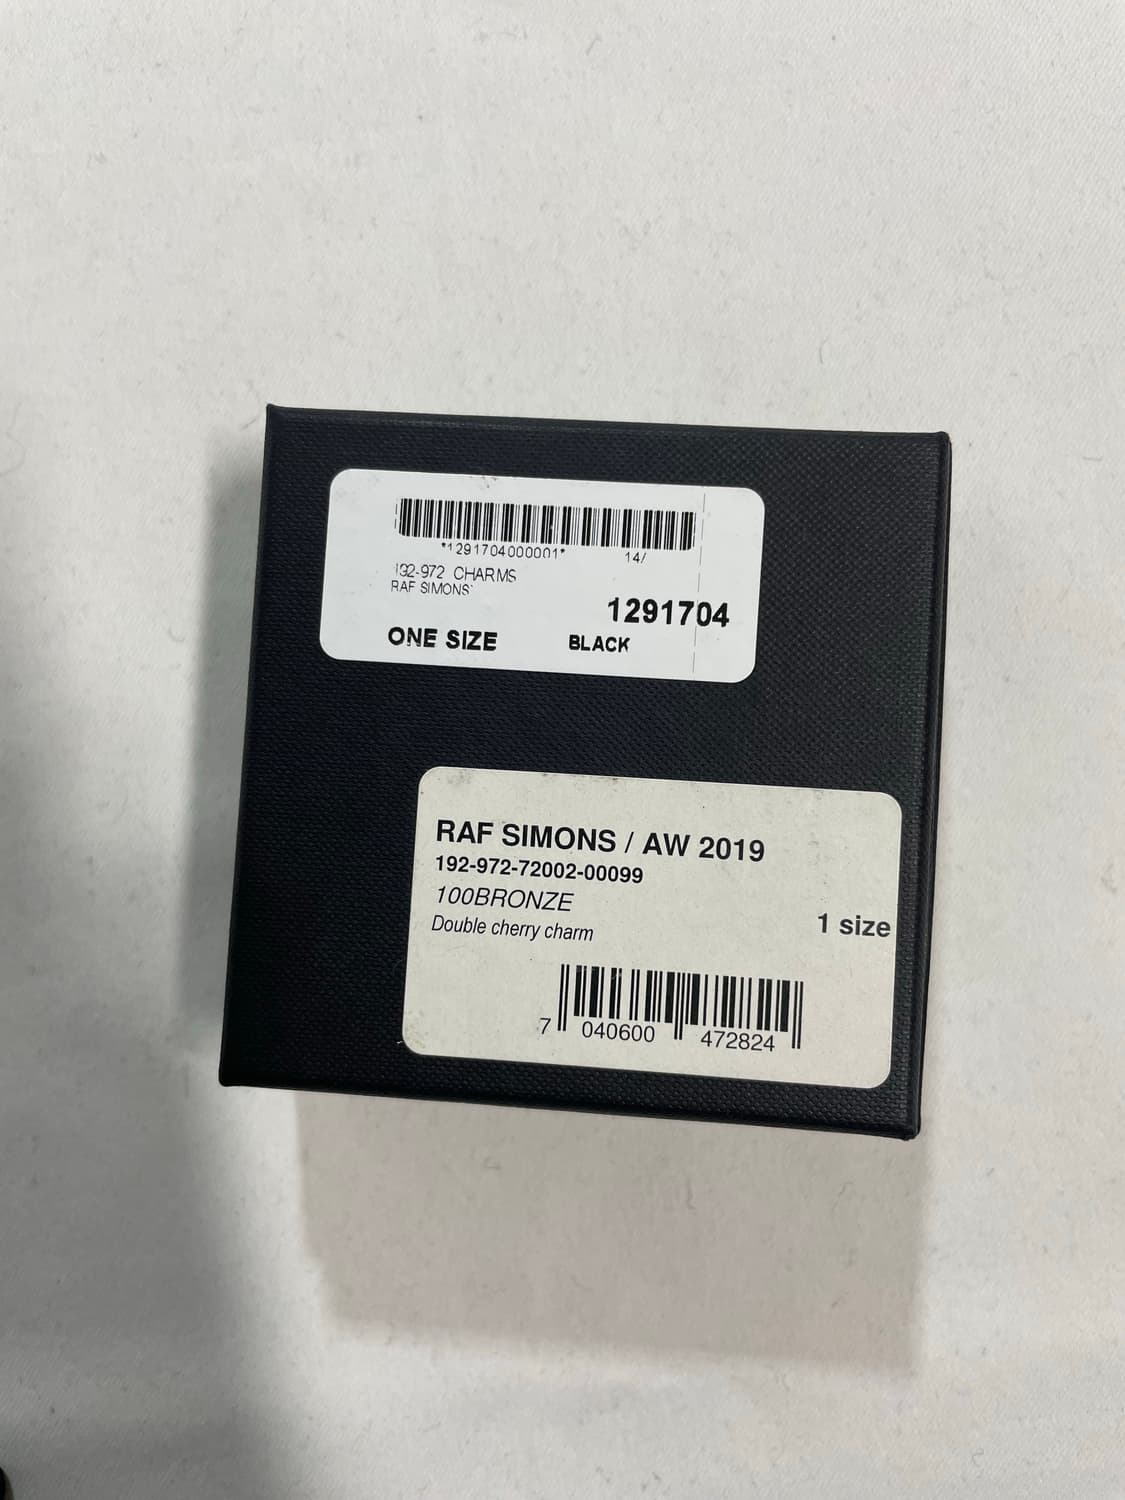 *1291704000001* 14/
192-972 CHARMS
RAF SIMONS
1291704
ONE SIZE BLACK
RAF SIMONS / AW 2019
192-972-72002-00099
100BRONZE
1 size
Double cherry charm
7 040600 472824